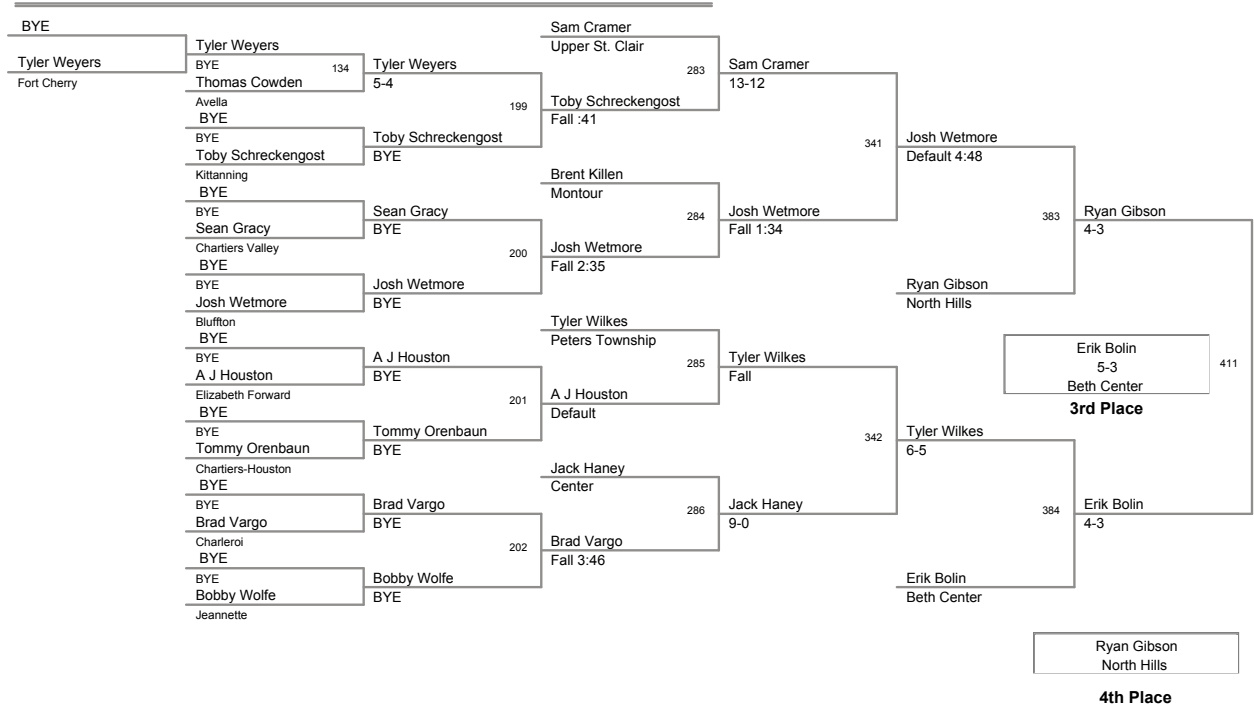 BYE
Tyler Weyers
Fort Cherry
Tyler Weyers
BYE
134
Thomas Cowden
Avella
BYE
BYE
Toby Schreckengost
Kittanning
BYE
BYE
Sean Gracy
Chartiers Valley
BYE
BYE
Josh Wetmore
Bluffton
BYE
BYE
A J Houston
Elizabeth Forward
BYE
BYE
Tommy Orenbaun
Chartiers-Houston
BYE
BYE
Brad Vargo
Charleroi
BYE
BYE
Bobby Wolfe
Jeannette
Tyler Weyers
5-4
199
Toby Schreckengost
BYE
Sean Gracy
BYE
200
Josh Wetmore
BYE
A J Houston
BYE
201
Tommy Orenbaun
BYE
Brad Vargo
BYE
202
Bobby Wolfe
BYE
Sam Cramer
Upper St. Clair
283
Toby Schreckengost
Fall :41
Brent Killen
Montour
284
Josh Wetmore
Fall 2:35
Tyler Wilkes
Peters Township
285
A J Houston
Default
Jack Haney
Center
286
Brad Vargo
Fall 3:46
Sam Cramer
13-12
341
Josh Wetmore
Fall 1:34
Tyler Wilkes
Fall
342
Jack Haney
9-0
Josh Wetmore
Default 4:48
383
Ryan Gibson
North Hills
Tyler Wilkes
6-5
384
Erik Bolin
Beth Center
Ryan Gibson
4-3
Erik Bolin
5-3
Beth Center
411
3rd Place
Erik Bolin
4-3
Ryan Gibson
North Hills
4th Place